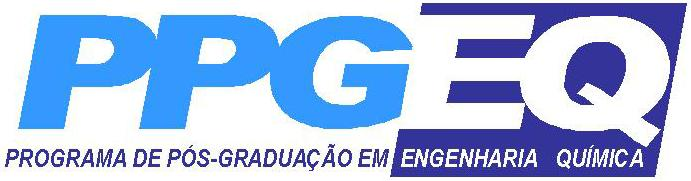 PPGEQ
PROGRAMA DE PÓS-GRADUAÇÃO EM ENGENHARIA QUÍMICA